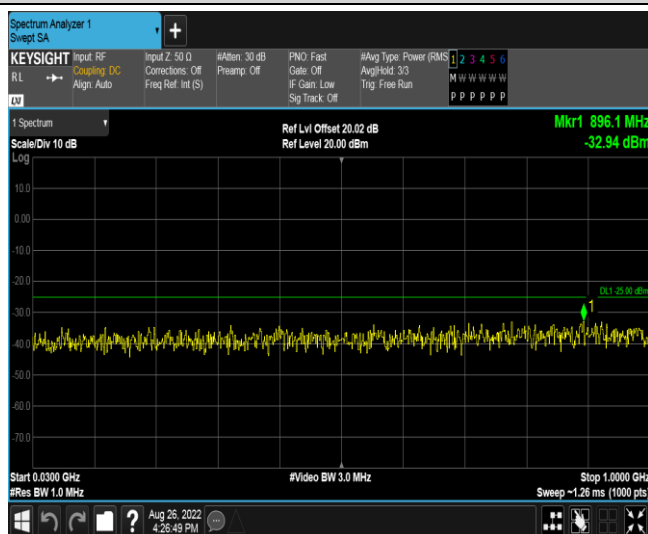 Spectrum Analyzer 1
Swept SA
+
KEYSIGHT Input: RF Input Z: 50 Ω #Atten: 30 dB PNO: Fast #Avg Type: Power (RMS 1 2 3 4 5 6
RL Coupling: DC Corrections: Off Preamp: Off Gate: Off Avg|Hold: 3/3 M W W W W W
Align: Auto Freq Ref: Int (S) IF Gain: Low Trig: Free Run
LXI Sig Track: Off P P P P P P
1 Spectrum Ref Lvl Offset 20.02 dB Mkr1 896.1 MHz
Scale/Div 10 dB Ref Level 20.00 dBm -32.94 dBm
Log
10.0
0.00
-10.0
-20.0
DL1 -25.00 dBm
1
-30.0
-40.0
-50.0
-60.0
-70.0
Start 0.0300 GHz #Video BW 3.0 MHz Stop 1.0000 GHz
#Res BW 1.0 MHz Sweep ~1.26 ms (1000 pts)
? Aug 26, 2022
4:26:49 PM